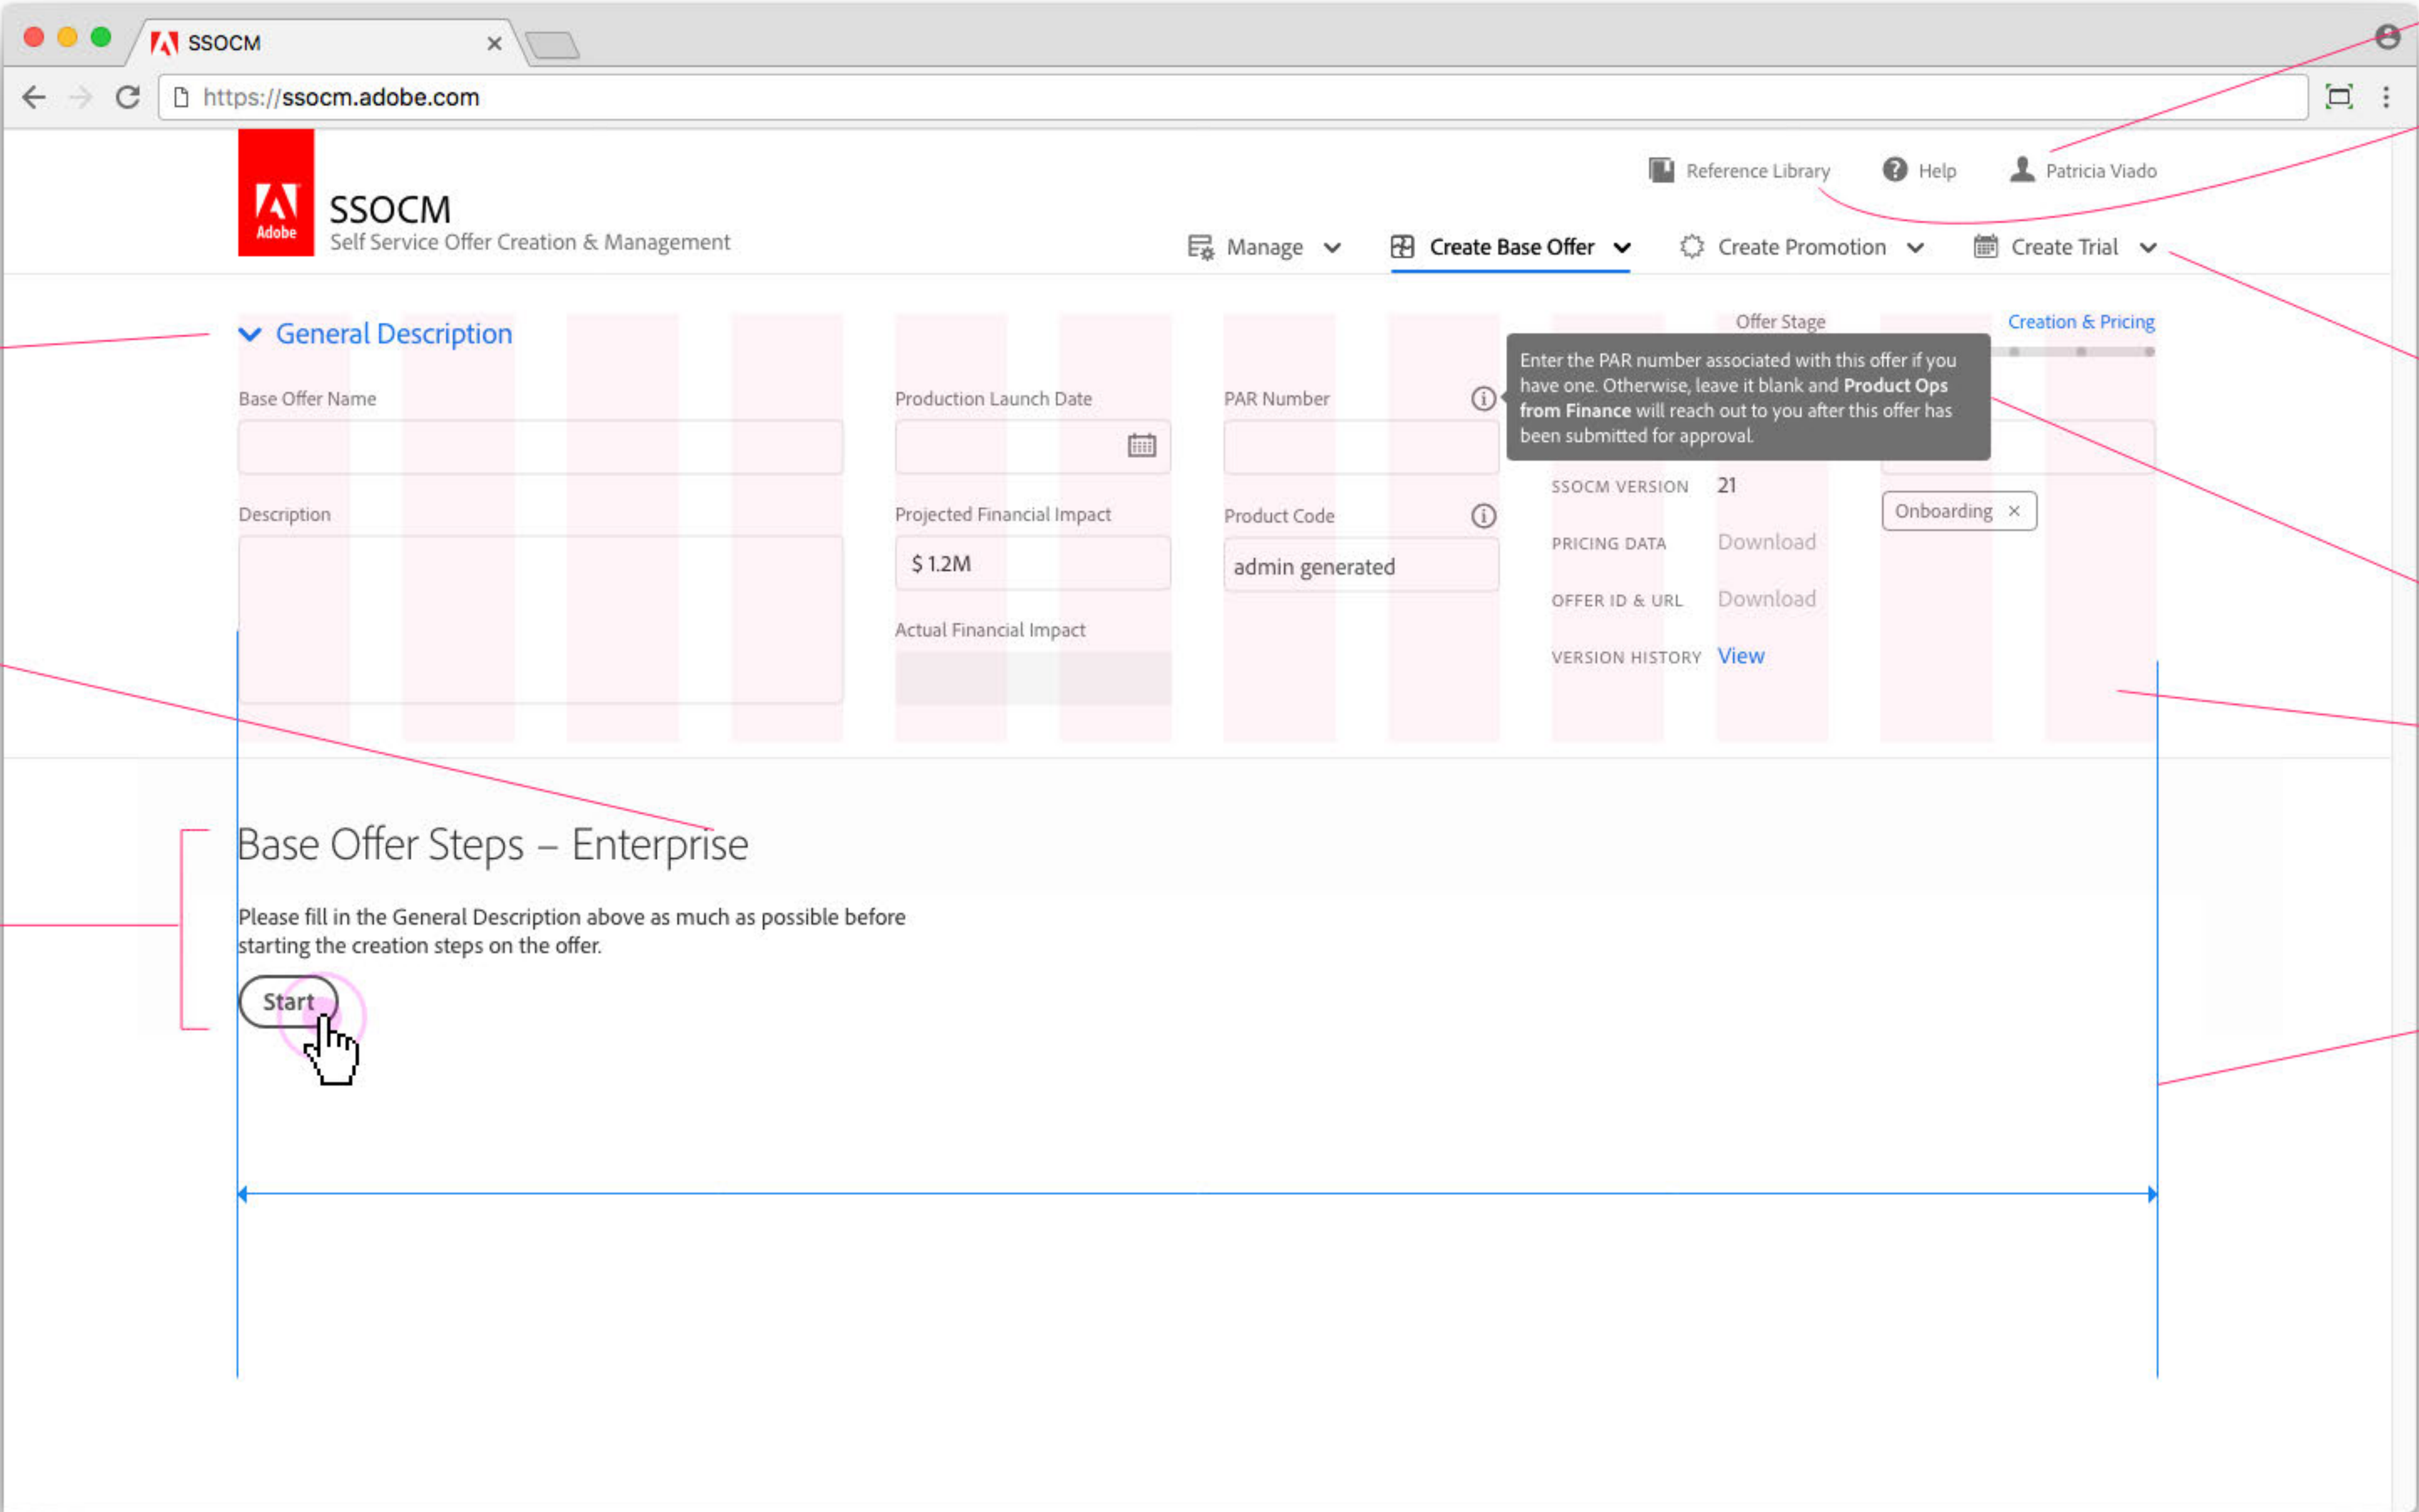 SSOCM
https://ssocm.adobe.com
Reference Library
Help
Patricia Viado
Adobe
SSOCM
Self Service Offer Creation & Management
Manage
Create Base Offer
Create Promotion
Create Trial
General Description
Offer Stage
Creation & Pricing
Base Offer Name
Production Launch Date
PAR Number
Enter the PAR number associated with this offer if you
have one. Otherwise, leave it blank and Product Ops
from Finance will reach out to you after this offer has
been submitted for approval.
Description
Projected Financial Impact
$ 1.2M
Actual Financial Impact
Product Code
admin generated
SSOCM VERSION 21
PRICING DATA Download
OFFER ID & URL Download
VERSION HISTORY View
Onboarding
Base Offer Steps – Enterprise
Please fill in the General Description above as much as possible before
starting the creation steps on the offer.
Start